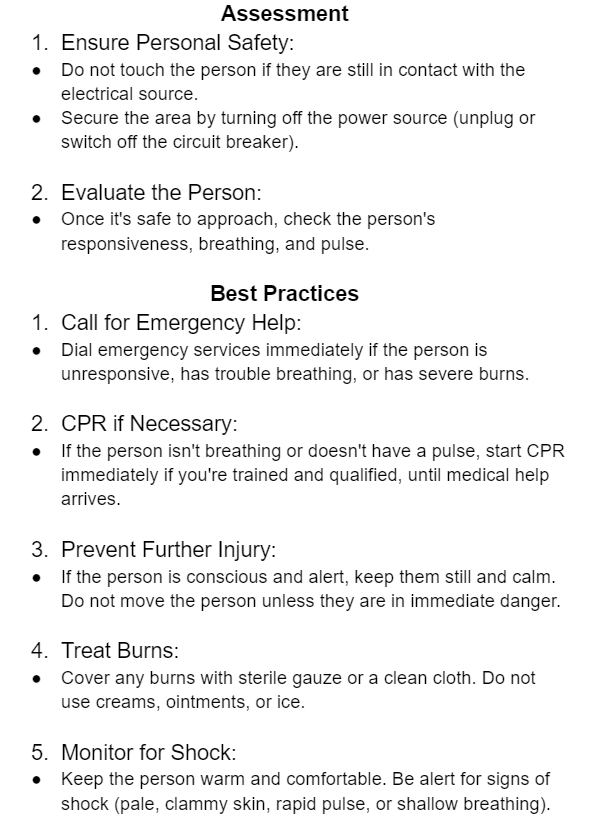 Assessment
1. Ensure Personal Safety:
● Do not touch the person if they are still in contact with the
electrical source.
● Secure the area by turning off the power source (unplug or
switch off the circuit breaker).
2. Evaluate the Person:
● Once it's safe to approach, check the person's
responsiveness, breathing, and pulse.
Best Practices
1. Call for Emergency Help:
● Dial emergency services immediately if the person is
unresponsive, has trouble breathing, or has severe burns.
2. CPR if Necessary:
● If the person isn't breathing or doesn't have a pulse, start CPR
immediately if you're trained and qualified, until medical help
arrives.
3. Prevent Further Injury:
● If the person is conscious and alert, keep them still and calm.
Do not move the person unless they are in immediate danger.
4. Treat Burns:
● Cover any burns with sterile gauze or a clean cloth. Do not
use creams, ointments, or ice.
5. Monitor for Shock:
● Keep the person warm and comfortable. Be alert for signs of
shock (pale, clammy skin, rapid pulse, or shallow breathing).